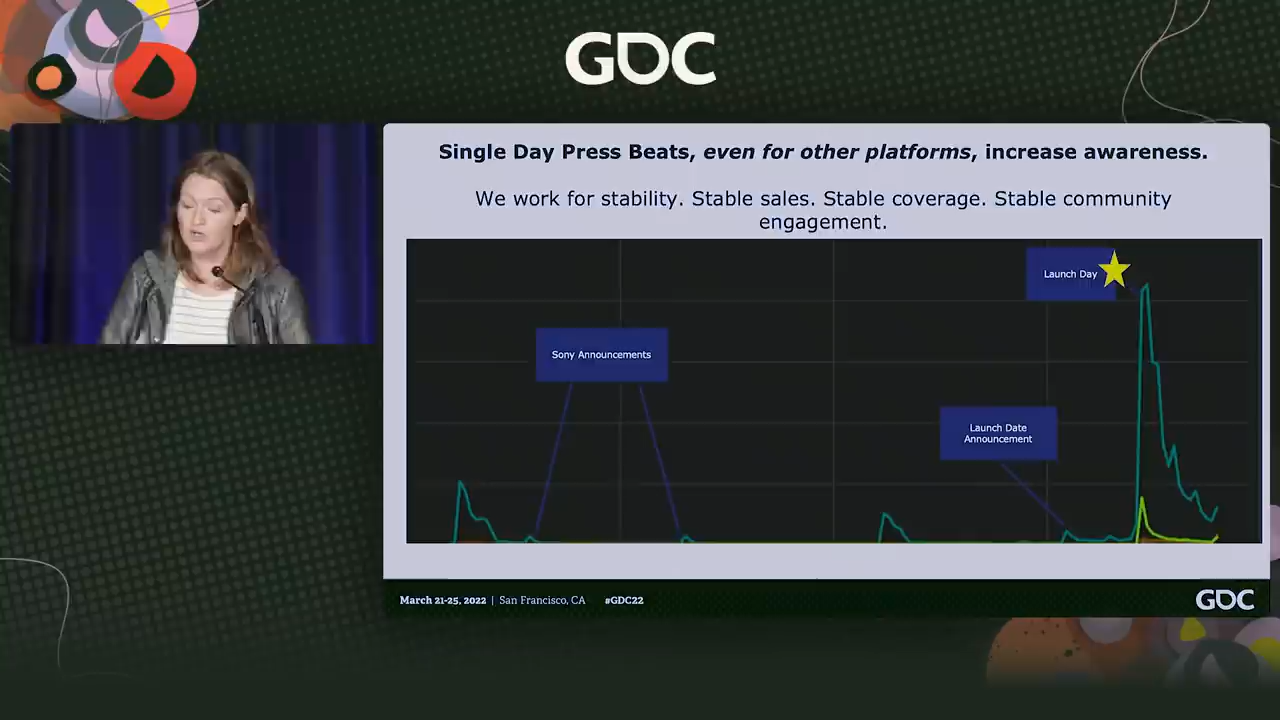 GDC
Single Day Press Beats, even for other platforms, increase awareness.
We work for stability. Stable sales. Stable coverage. Stable community
engagement.
Launch Day
Sony Announcements
Launch Date
Announcement
March 21-25, 2022 | San Francisco, CA #GDC22
GDC